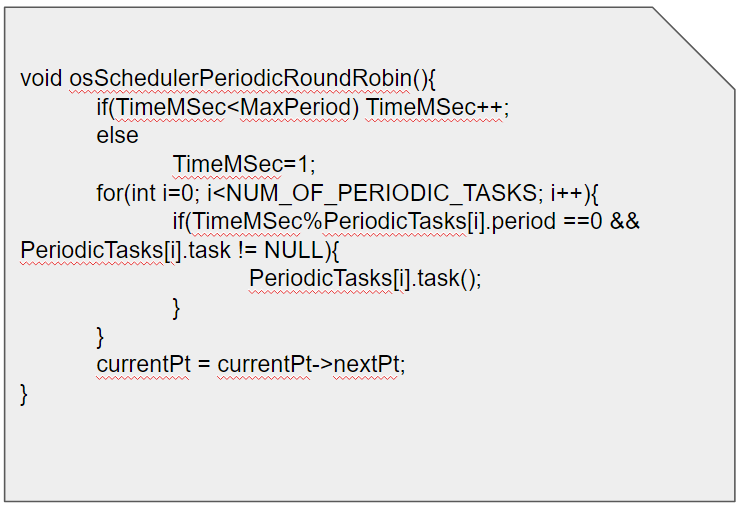 void osSchedulerPeriodicRoundRobin(){
if(TimeMSec<MaxPeriod) TimeMSec++;
else
TimeMSec=1;
for(int i=0; i<NUM_OF_PERIODIC_TASKS; i++){
if(TimeMSec%PeriodicTasks[i].period ==0 &&
PeriodicTasks[i].task != NULL){
PeriodicTasks[i].task();
}
}
currentPt = currentPt->nextPt;
}